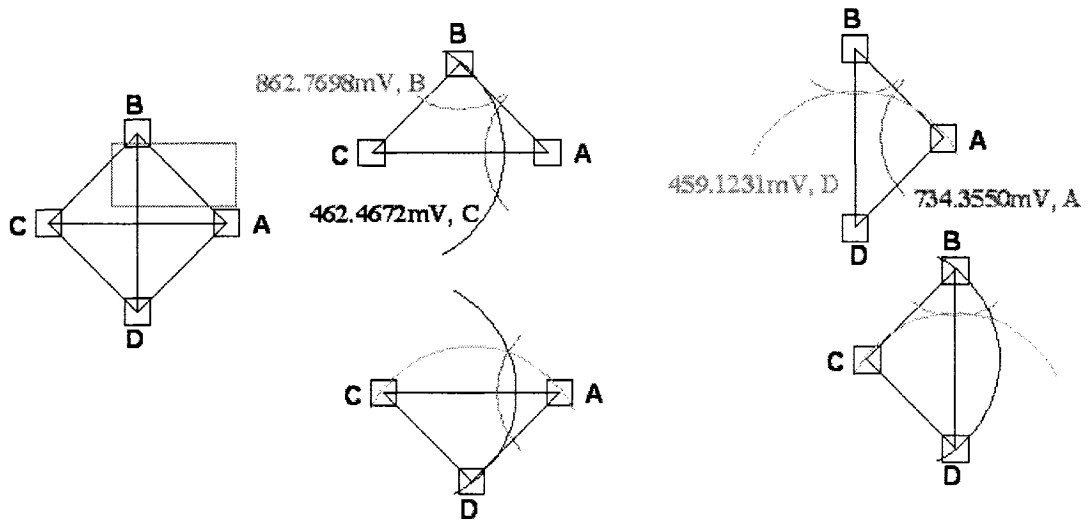 B
C
A
D
B
862.7698mV, B
C
A
462.4672mV, C
B
A
459.1231mV, D
734.3550mV, A
D
C
A
D
B
C
D